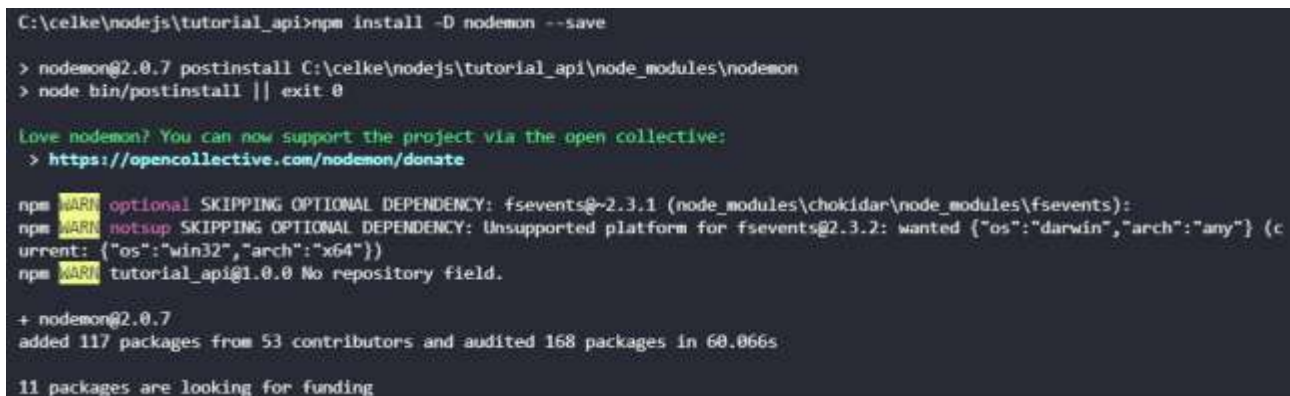 C:\celke\nodejs\tutorial_api>npm install -D nodemon --save
> nodemon@2.0.7 postinstall C:\celke\nodejs\tutorial_api\node_modules\nodemon
> node bin/postinstall || exit 0
Love nodemon? You can now support the project via the open collective:
> https://opencollective.com/nodemon/donate
npm WARN optional SKIPPING OPTIONAL DEPENDENCY: fsevents@~2.3.1 (node_modules\chokidar\node_modules\fsevents):
npm WARN notsup SKIPPING OPTIONAL DEPENDENCY: Unsupported platform for fsevents@2.3.2: wanted {"os":"darwin","arch":"any"} (c
urrent: {"os":"win32","arch":"x64"})
npm WARN tutorial_api@1.0.0 No repository field.
+ nodemon@2.0.7
added 117 packages from 53 contributors and audited 168 packages in 60.066s
11 packages are looking for funding